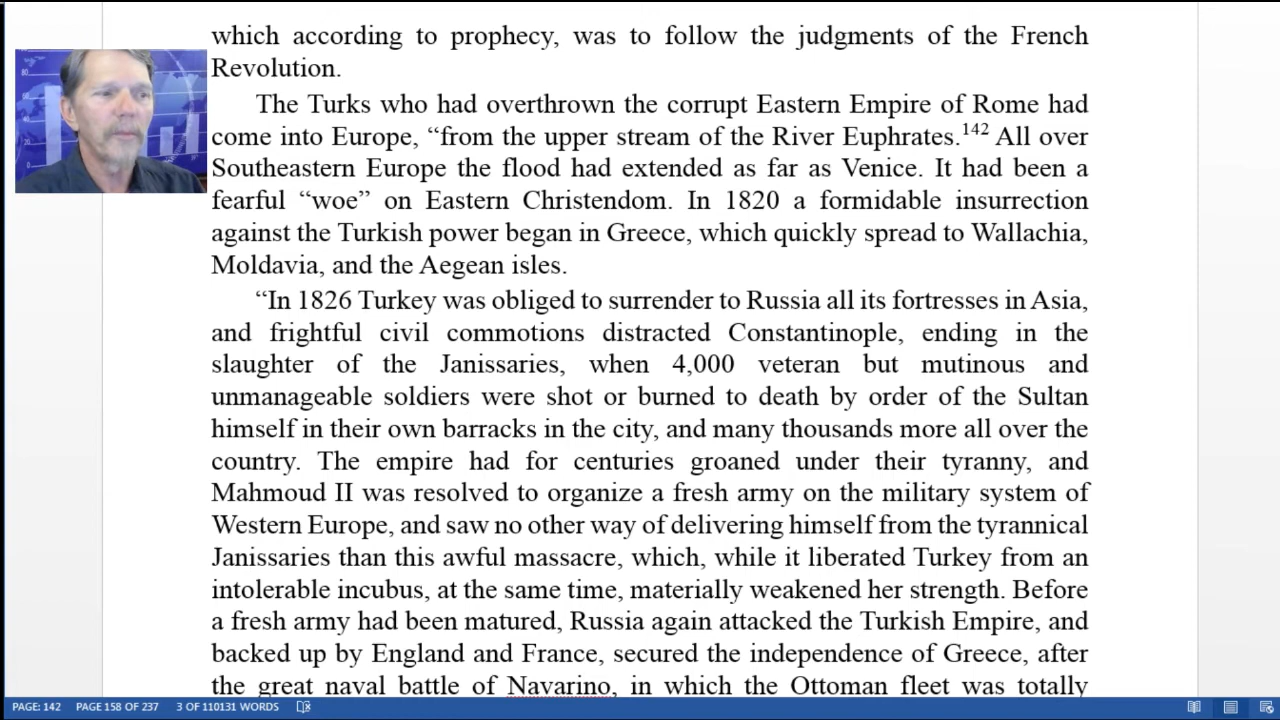 which according to prophecy, was to follow the judgments of the French
Revolution.
The Turks who had overthrown the corrupt Eastern Empire of Rome had
come into Europe, “from the upper stream of the River Euphrates.142 All over
Southeastern Europe the flood had extended as far as Venice. It had been a
fearful “woe” on Eastern Christendom. In 1820 a formidable insurrection
against the Turkish power began in Greece, which quickly spread to Wallachia,
Moldavia, and the Aegean isles.
“In 1826 Turkey was obliged to surrender to Russia all its fortresses in Asia,
and frightful civil commotions distracted Constantinople, ending in the
slaughter of the Janissaries, when 4,000 veteran but mutinous and
unmanageable soldiers were shot or burned to death by order of the Sultan
himself in their own barracks in the city, and many thousands more all over the
country. The empire had for centuries groaned under their tyranny, and
Mahmoud II was resolved to organize a fresh army on the military system of
Western Europe, and saw no other way of delivering himself from the tyrannical
Janissaries than this awful massacre, which, while it liberated Turkey from an
intolerable incubus, at the same time, materially weakened her strength. Before
a fresh army had been matured, Russia again attacked the Turkish Empire, and
backed up by England and France, secured the independence of Greece, after
the great naval battle of Navarino, in which the Ottoman fleet was totally
PAGE: 142 PAGE 158 OF 237 3 OF 110131 WORDS